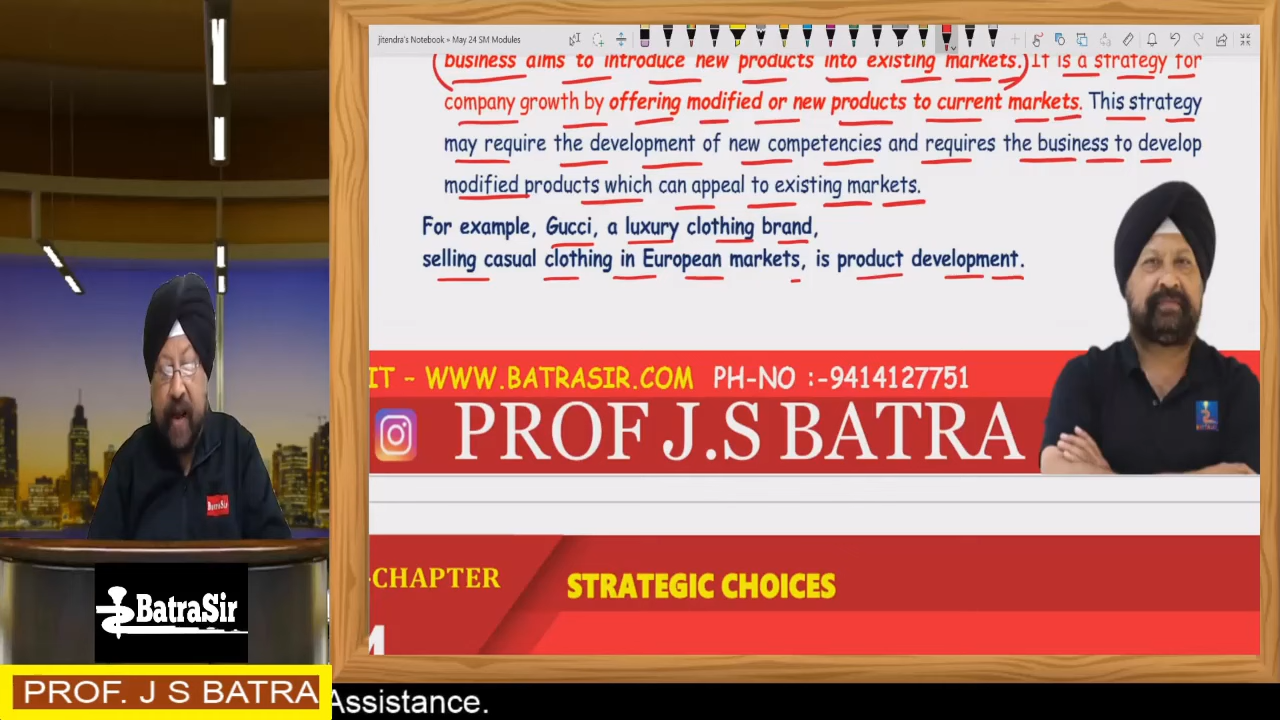 jitendra's Notebook » May 24 SM Modules
business aims to introduce new products into existing markets.) It is a strategy for
company growth by offering modified or new products to current markets. This strategy
may require the development of new competencies and requires the business to develop
modified products which can appeal to existing markets.
For example, Gucci, a luxury clothing brand,
selling casual clothing in European markets, is product development.
IT - WWW.BATRASIR.COM PH-NO :-9414127751
PROF J.S BATRA
-CHAPTER
STRATEGIC CHOICES
BatraSir
BatraSir
PROF. J S BATRA
Assistance.